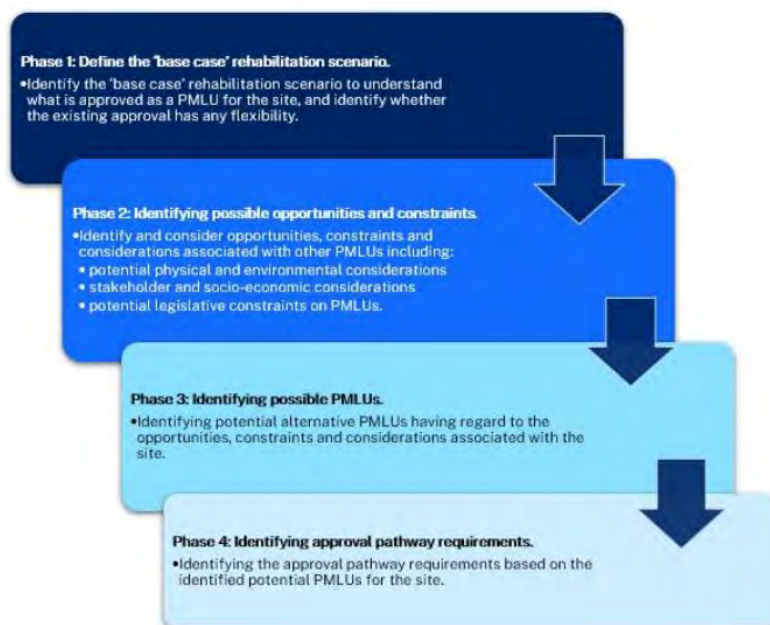 Phase 1: Define the 'base case' rehabilitation scenario.
•Identify the 'base case' rehabilitation scenario to understand
what is approved as a PMLU for the site, and identify whether
the existing approval has any flexibility.
Phase 2: Identifying possible opportunities and constraints.
•Identify and consider opportunities, constraints and
considerations associated with other PMLUs including:
• potential physical and environmental considerations
• stakeholder and socio-economic considerations
• potential legislative constraints on PMLUs.
Phase 3: Identifying possible PMLUs.
•Identifying potential alternative PMLUs having regard to the
opportunities, constraints and considerations associated with the
site.
Phase 4: Identifying approval pathway requirements.
•Identifying the approval pathway requirements based on the
identified potential PMLUs for the site.